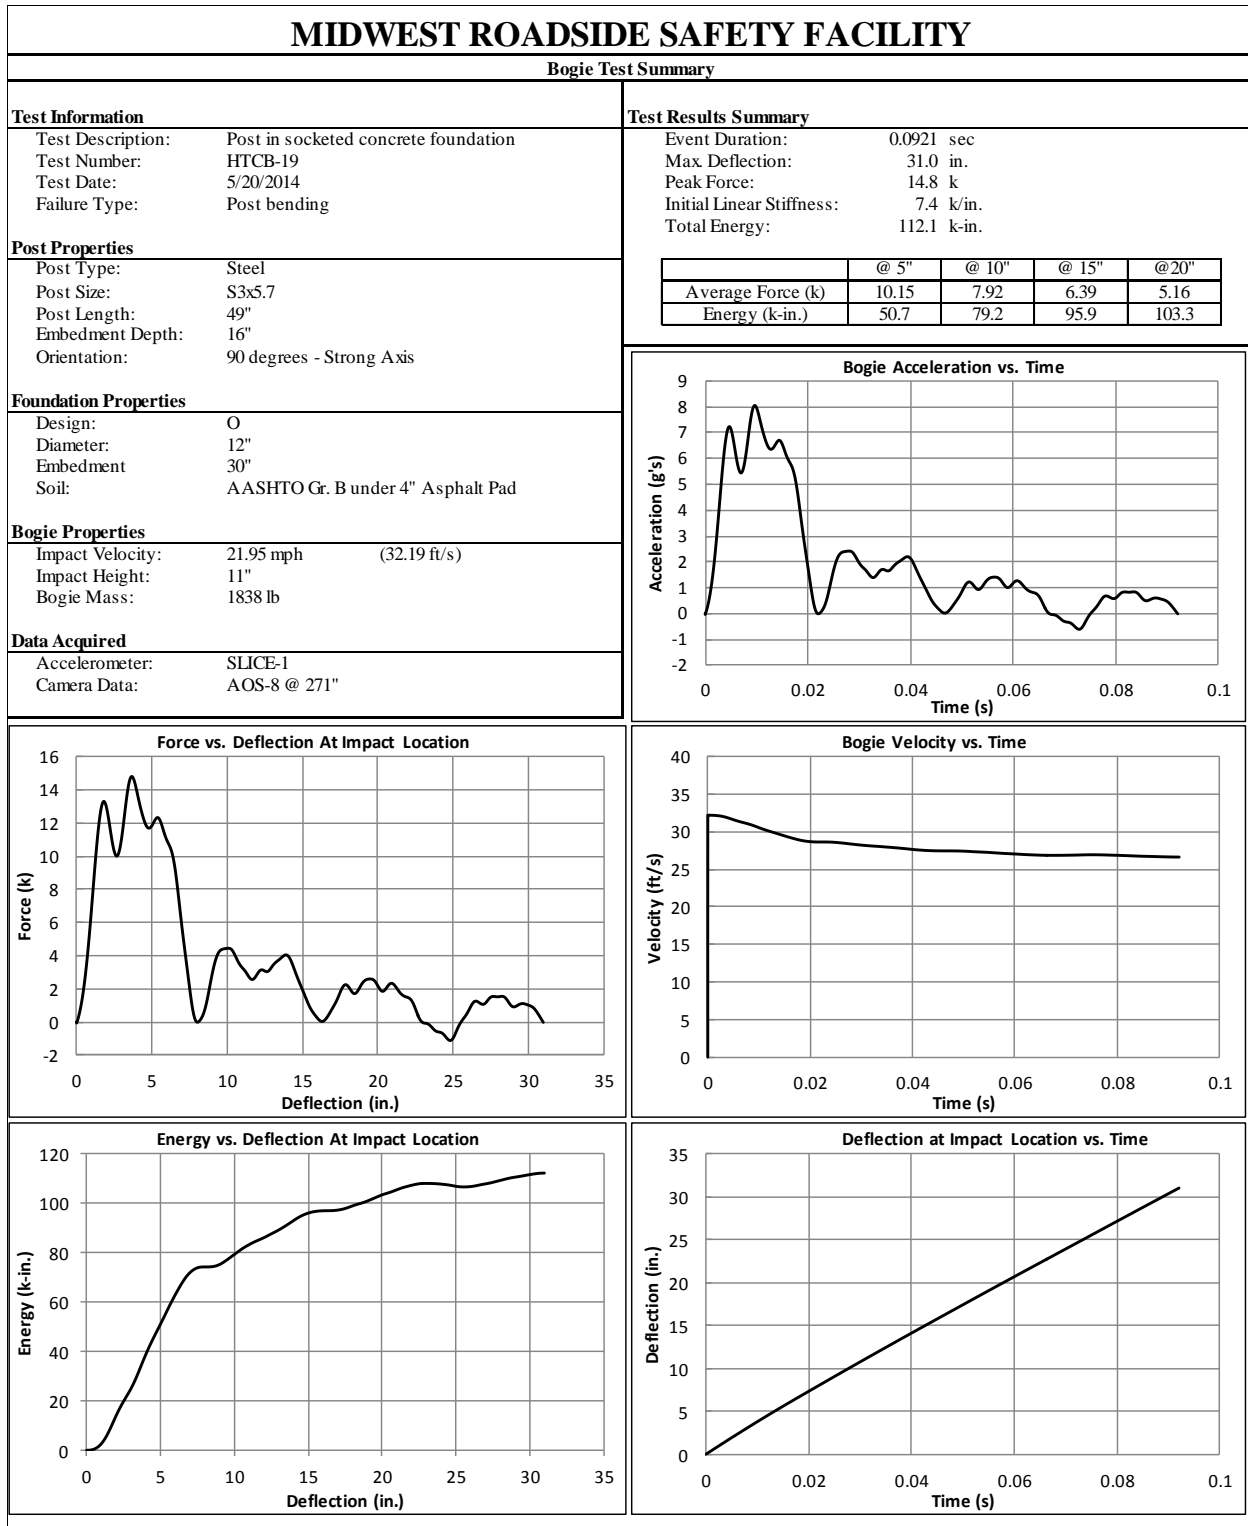 MIDWEST ROADSIDE SAFETY FACILITY
Bogie Test Summary
Test Information
Test Description: Post in socketed concrete foundation
Test Number: HTCB-19
Test Date: 5/20/2014
Failure Type: Post bending
Post Properties
Post Type: Steel
Post Size: S3x5.7
Post Length: 49"
Embedment Depth: 16"
Orientation: 90 degrees - Strong Axis
Foundation Properties
Design: O
Diameter: 12"
Embedment 30"
Soil: AASHTO Gr. B under 4" Asphalt Pad
Bogie Properties
Impact Velocity: 21.95 mph (32.19 ft/s)
Impact Height: 11"
Bogie Mass: 1838 lb
Data Acquired
Accelerometer: SLICE-1
Camera Data: AOS-8 @ 271"
Test Results Summary
Event Duration: 0.0921 sec
Max. Deflection: 31.0 in.
Peak Force: 14.8 k
Initial Linear Stiffness: 7.4 k/in.
Total Energy: 112.1 k-in.
@ 5" @ 10" @ 15" @20"
Average Force (k) 10.15 7.92 6.39 5.16
Energy (k-in.) 50.7 79.2 95.9 103.3
Bogie Acceleration vs. Time
9
8
7
6
5
4
3
2
1
0
-1
-2
Acceleration (g's)
0 0.02 0.04 0.06 0.08 0.1
Time (s)
Force vs. Deflection At Impact Location
16
14
12
10
8
6
4
2
0
-2
Force (k)
0 5 10 15 20 25 30 35
Deflection (in.)
Bogie Velocity vs. Time
40
35
30
25
20
15
10
5
0
Velocity (ft/s)
0 0.02 0.04 0.06 0.08 0.1
Time (s)
Energy vs. Deflection At Impact Location
120
100
80
60
40
20
0
Energy (k-in.)
0 5 10 15 20 25 30 35
Deflection (in.)
Deflection at Impact Location vs. Time
35
30
25
20
15
10
5
0
Deflection (in.)
0 0.02 0.04 0.06 0.08 0.1
Time (s)